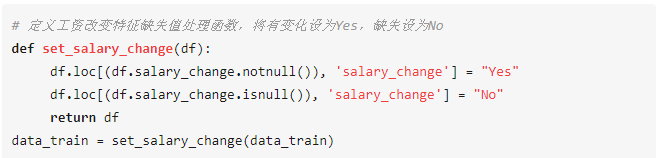 # 定义工资改变特征缺失值处理函数，将有变化设为Yes，缺失设为No
def set_salary_change(df):
    df.loc[(df.salary_change.notnull()), 'salary_change'] = "Yes"
    df.loc[(df.salary_change.isnull()), 'salary_change'] = "No"
    return df
data_train = set_salary_change(data_train)